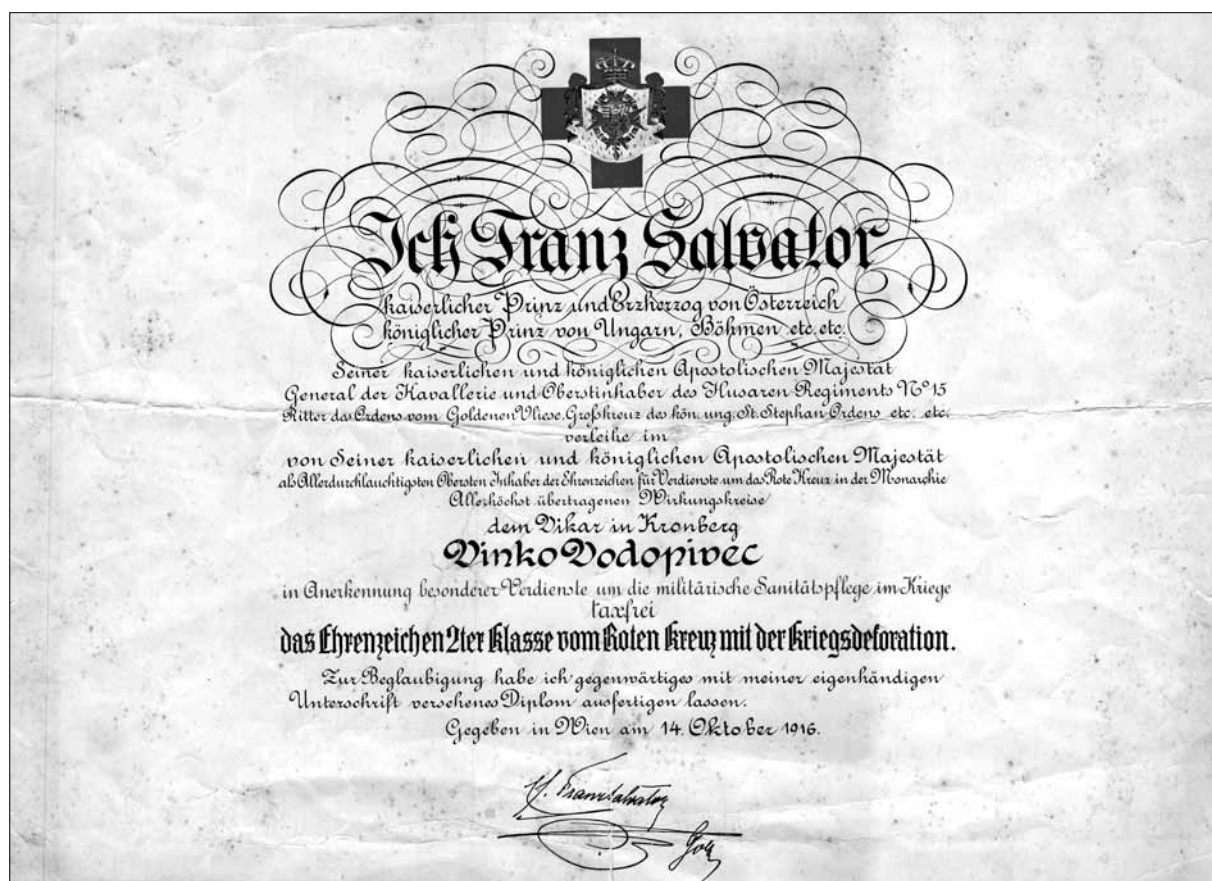 Ich Franz Salvator
kaiserlicher Prinz und Erzherzog von Österreich
königlicher Prinz von Ungarn, Böhmen etc. etc.
Seiner kaiserlichen und königlichen Apostolischen Majestät
General der Kavallerie und Oberstinhaber des Husaren Regiments No 15
Ritter das Ordens vom Goldenen Vliese, Großkreuz des kön. ung. St. Stephan Ordens etc. etc.
verleihe im
von Seiner kaiserlichen und königlichen Apostolischen Majestät
als Allerdurchlauchtigsten Obersten Inhaber der Ehrenzeichen für Verdienste um das Rote Kreuz in der Monarchie
Allerhöchst übertragenen Wirkungskreise
dem Vikar in Kronberg
Vinko Vodopivec
in Anerkennung besonderer Verdienste um die militärische Sanitätspflege im Kriege
taxfrei
das Ehrenzeichen 2ter Klasse vom Roten Kreuz mit der Kriegsdekoration.
Zur Beglaubigung habe ich gegenwärtiges mit meiner eigenhändigen
Unterschrift versehenes Diplom ausfertigen lassen.
Gegeben in Wien am 14. Oktober 1916.
Franz Salvator